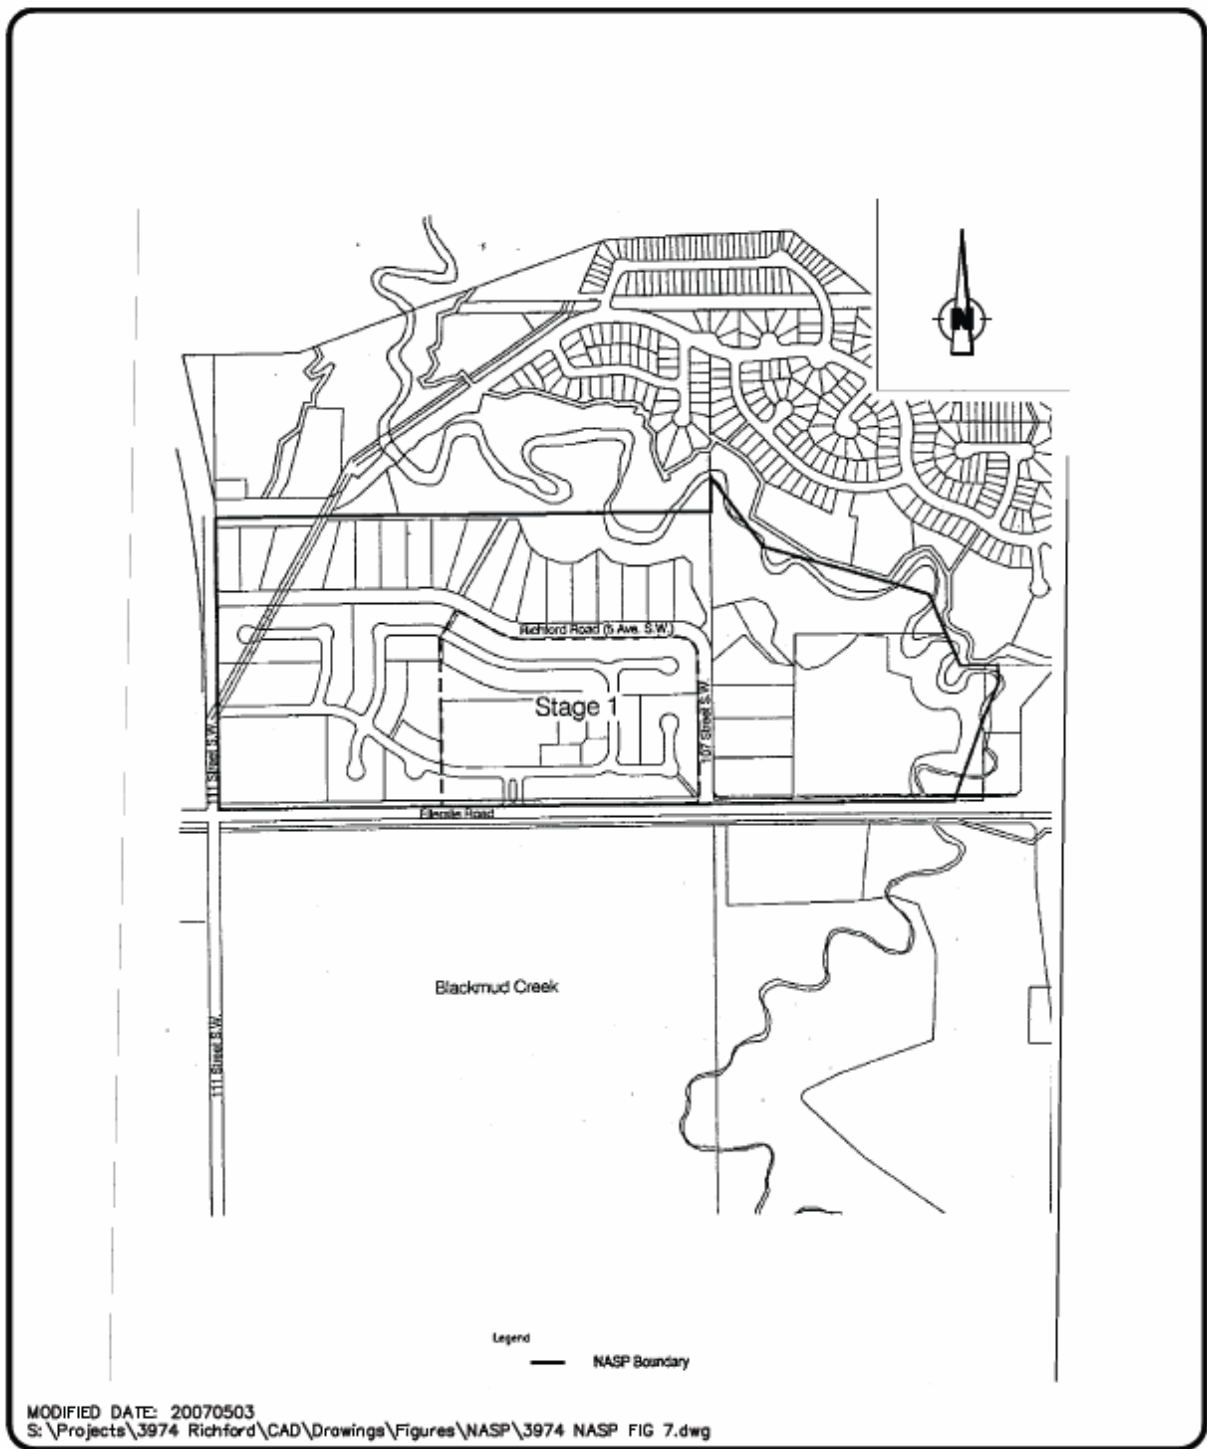 N
Richford Road (5 Ave. S.W.)
Stage 1
107 Street S.W.
111 Street S.W.
Ellerslie Road
Blackmud Creek
111 Street S.W.
Legend
NASP Boundary
MODIFIED DATE: 20070503
S:\Projects\3974 Richford\CAD\Drawings\Figures\NASP\3974 NASP FIG 7.dwg